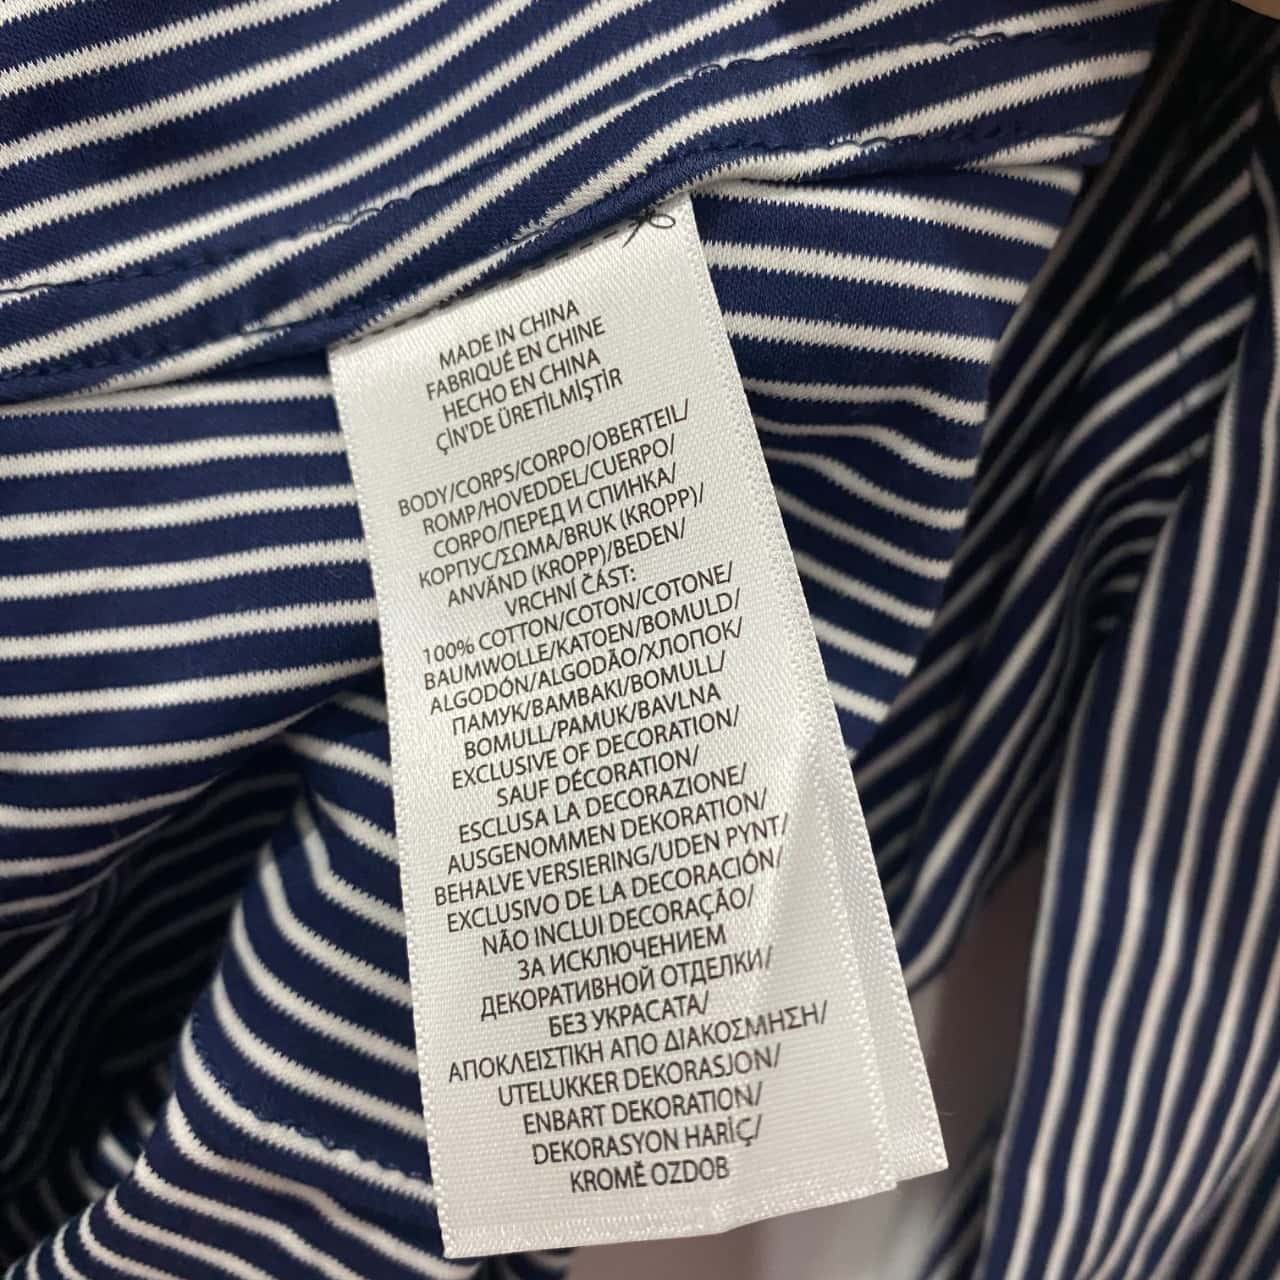 MADE IN CHINA
FABRIQUÉ EN CHINE
HECHO EN CHINA
ÇİN'DE ÜRETİLMİŞTİR
BODY/CORPS/CORPO/OBERTEIL/
ROMP/HOVEDDEL/CUERPO/
CORPO/ПЕРЕД И СПИНКА/
КОРПУС/ΣΩΜΑ/BRUK (KROPP)/
ANVÄND (KROPP)/BEDEN/
VRCHNÍ ČÁST:
100% COTTON/COTON/COTONE/
BAUMWOLLE/KATOEN/BOMULD/
ALGODÓN/ALGODÃO/ХЛОПОК/
ПАМУК/BAMBAKI/BOMULL/
BOMULL/PAMUK/BAVLNA
EXCLUSIVE OF DECORATION/
SAUF DÉCORATION/
ESCLUSA LA DECORAZIONE/
AUSGENOMMEN DEKORATION/
BEHALVE VERSIERING/UDEN PYNT/
EXCLUSIVO DE LA DECORACIÓN/
NÃO INCLUI DECORAÇÃO/
ЗА ИСКЛЮЧЕНИЕМ
ДЕКОРАТИВНОЙ ОТДЕЛКИ/
БЕЗ УКРАСАТА/
ΑΠΟΚΛΕΙΣΤΙΚΗ ΑΠΟ ΔΙΑΚΟΣΜΗΣΗ/
UTELUKKER DEKORASJON/
ENBART DEKORATION/
DEKORASYON HARİÇ/
KROMĚ OZDOB